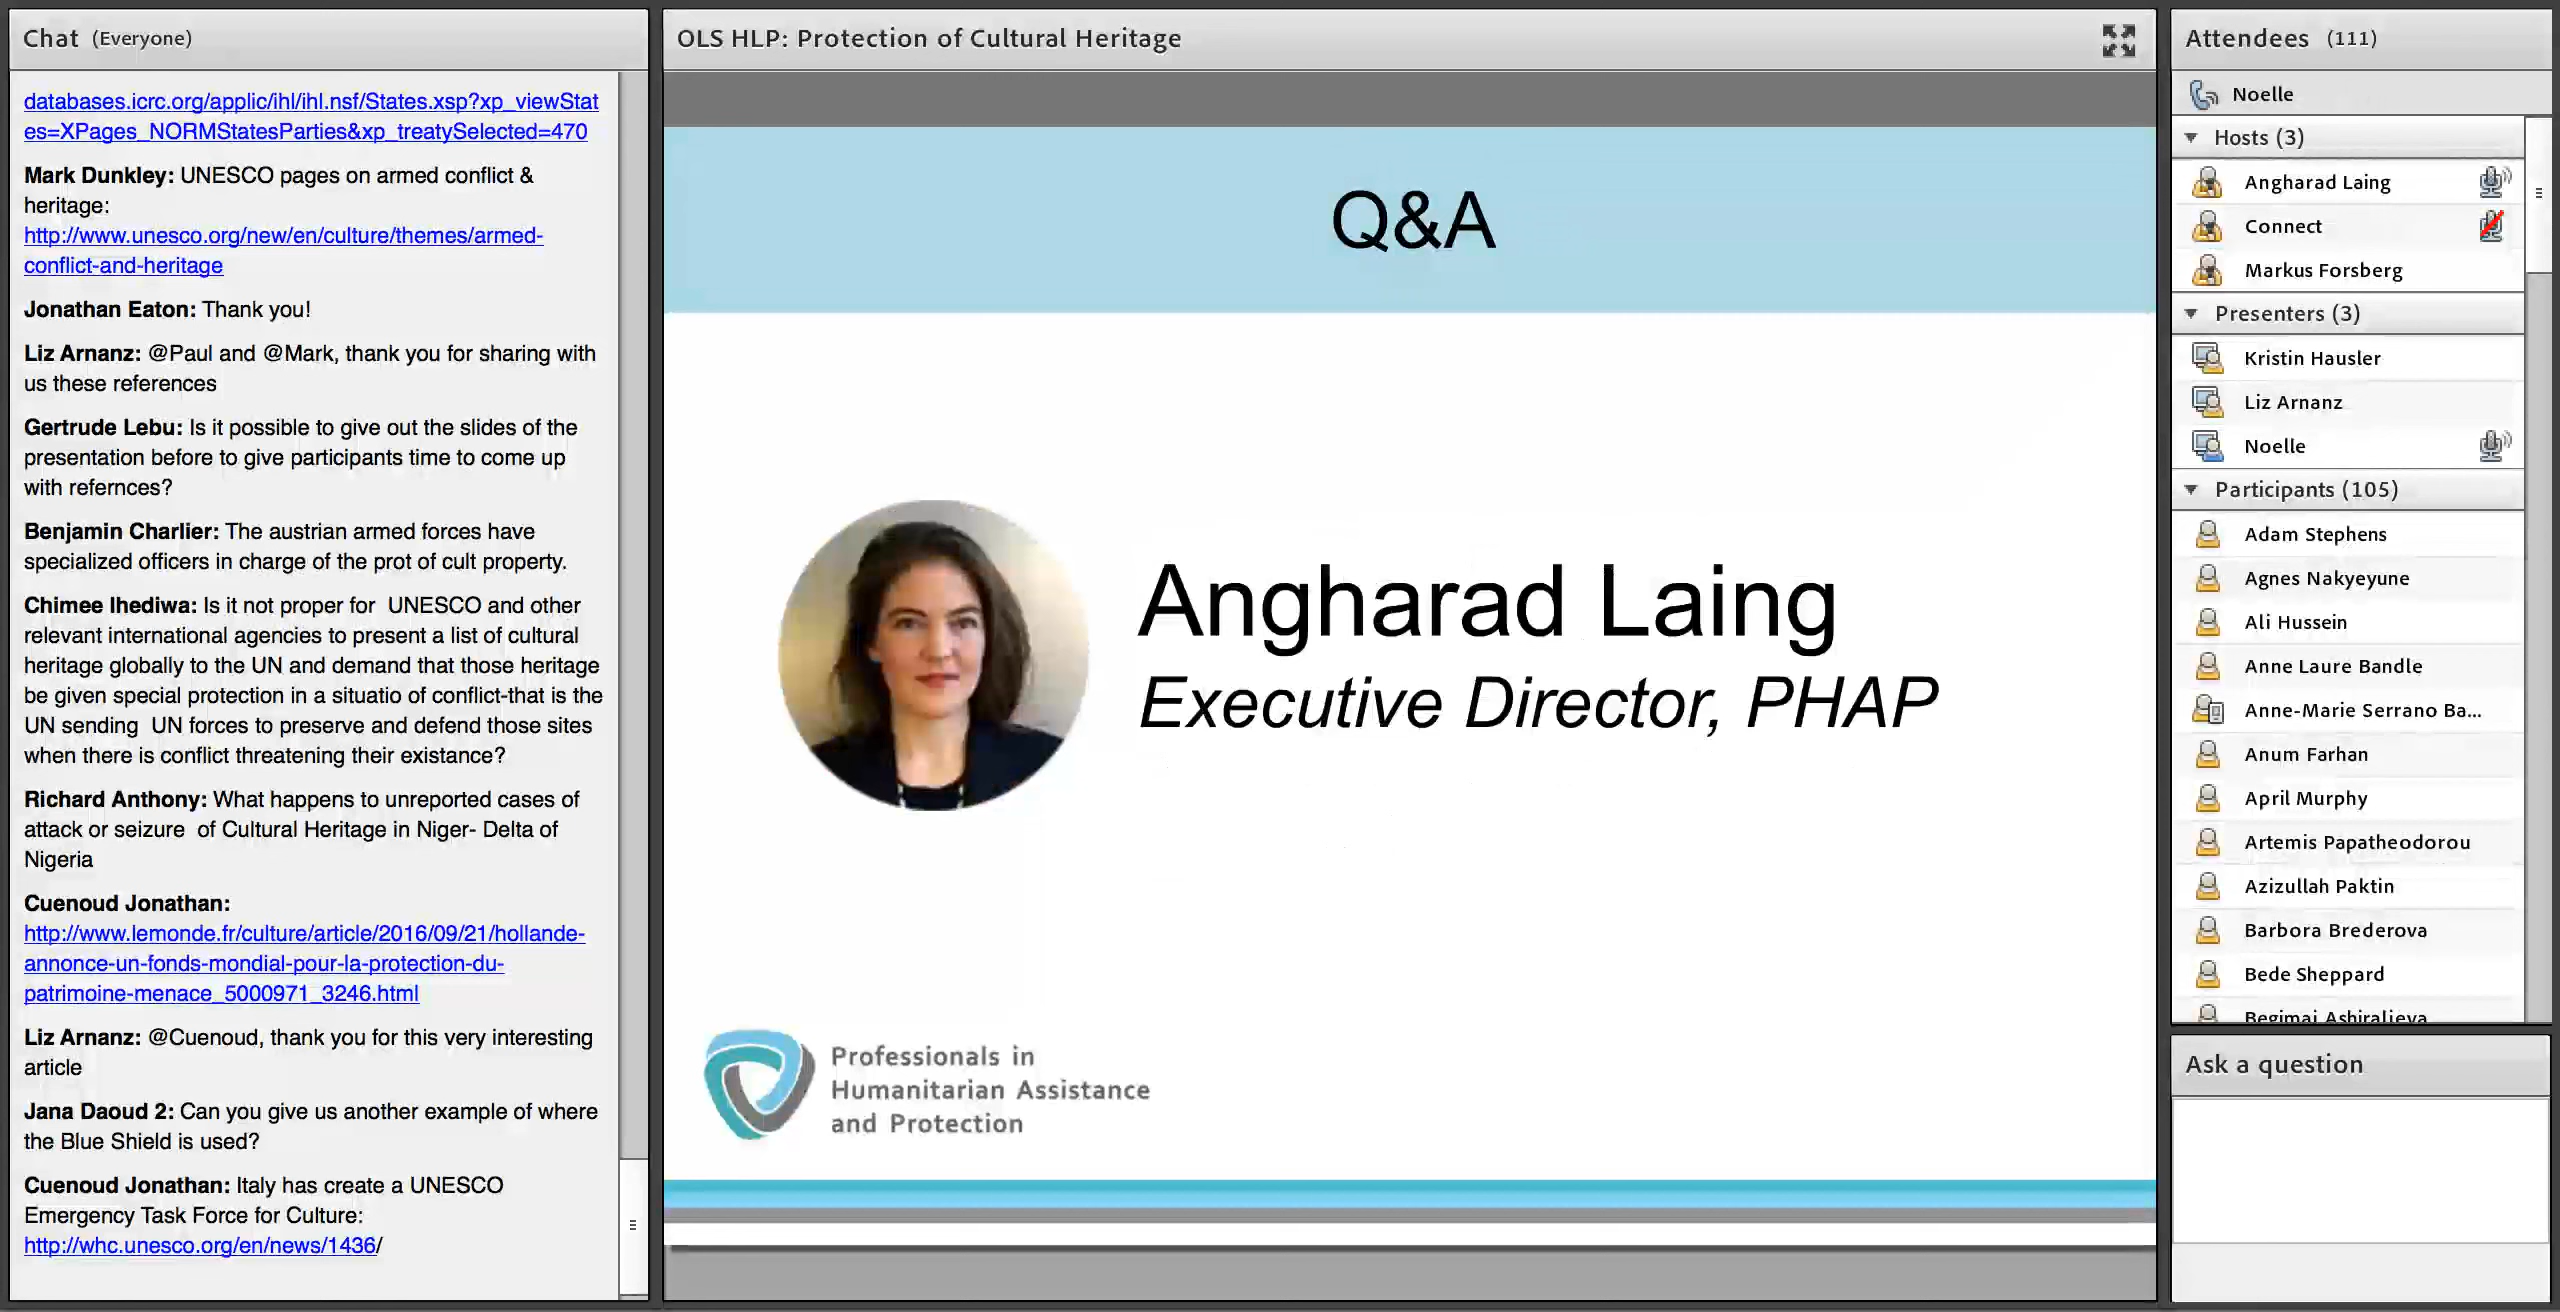 Chat (Everyone)
databases.icrc.org/applic/ihl/ihl.nsf/States.xsp?xp_viewStat
es=XPages_NORMStatesParties&xp_treatySelected=470
Mark Dunkley: UNESCO pages on armed conflict &
heritage:
http://www.unesco.org/new/en/culture/themes/armed-
conflict-and-heritage
Jonathan Eaton: Thank you!
Liz Arnanz: @Paul and @Mark, thank you for sharing with
us these references
Gertrude Lebu: Is it possible to give out the slides of the
presentation before to give participants time to come up
with refernces?
Benjamin Charlier: The austrian armed forces have
specialized officers in charge of the prot of cult property.
Chimee Ihediwa: Is it not proper for  UNESCO and other
relevant international agencies to present a list of cultural
heritage globally to the UN and demand that those heritage
be given special protection in a situatio of conflict-that is the
UN sending  UN forces to preserve and defend those sites
when there is conflict threatening their existance?
Richard Anthony: What happens to unreported cases of
attack or seizure  of Cultural Heritage in Niger- Delta of
Nigeria
Cuenoud Jonathan:
http://www.lemonde.fr/culture/article/2016/09/21/hollande-
annonce-un-fonds-mondial-pour-la-protection-du-
patrimoine-menace_5000971_3246.html
Liz Arnanz: @Cuenoud, thank you for this very interesting
article
Jana Daoud 2: Can you give us another example of where
the Blue Shield is used?
Cuenoud Jonathan: Italy has create a UNESCO
Emergency Task Force for Culture:
http://whc.unesco.org/en/news/1436/
OLS HLP: Protection of Cultural Heritage
Q&A
Angharad Laing
Executive Director, PHAP
Professionals in
Humanitarian Assistance
and Protection
Attendees (111)
Noelle
Hosts (3)
Angharad Laing
Connect
Markus Forsberg
Presenters (3)
Kristin Hausler
Liz Arnanz
Noelle
Participants (105)
Adam Stephens
Agnes Nakyeyune
Ali Hussein
Anne Laure Bandle
Anne-Marie Serrano Ba...
Anum Farhan
April Murphy
Artemis Papatheodorou
Azizullah Paktin
Barbora Brederova
Bede Sheppard
Begimai Ashiralieva
Ask a question